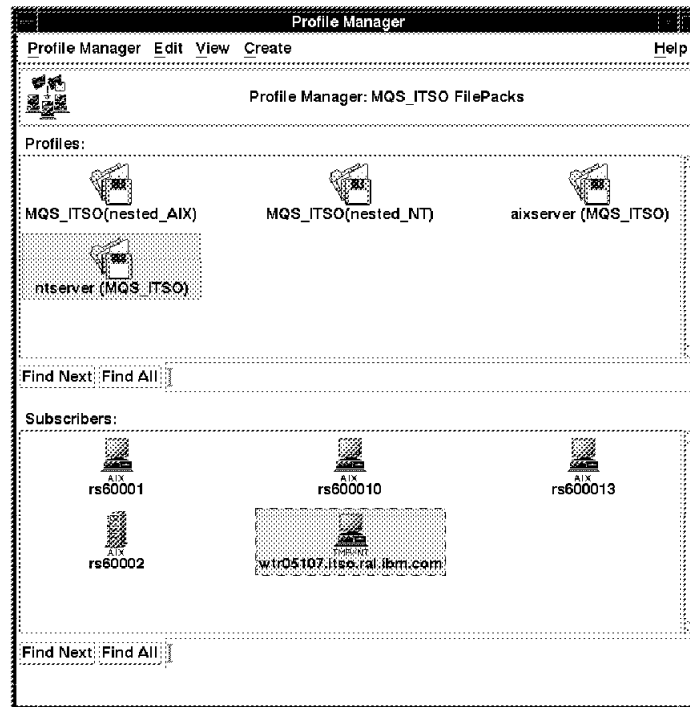 Profile Manager
Profile Manager Edit View Create Help
Profile Manager: MQS_ITSO FilePacks
Profiles:
MQS_ITSO(nested_AIX) MQS_ITSO(nested_NT) aixserver (MQS_ITSO)
ntserver (MQS_ITSO)
Find Next Find All
Subscribers:
AIX AIX AIX
rs60001 rs600010 rs600013
AIX
rs60002 wtr05107.itso.ral.ibm.com
Find Next Find All